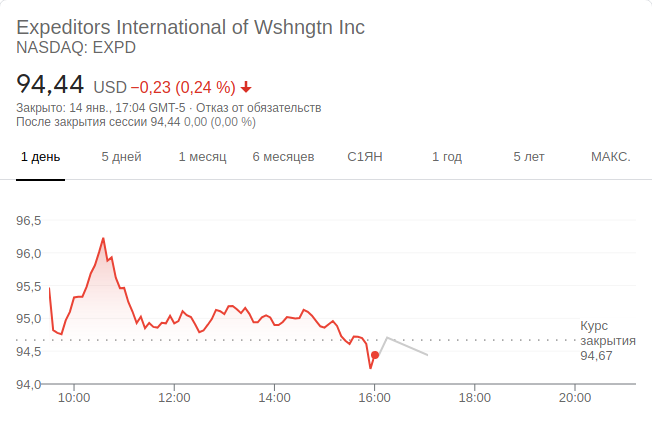 Expeditors International of Wshngtn Inc
NASDAQ: EXPD
94,44 USD −0,23 (0,24 %)
Закрыто: 14 янв., 17:04 GMT-5 · Отказ от обязательств
После закрытия сессии 94,44 0,00 (0,00 %)
1 день 5 дней 1 месяц 6 месяцев С1ЯН 1 год 5 лет МАКС.
96,5
96,0
95,5
95,0
Курс
закрытия
94,67
94,5
94,0
10:00 12:00 14:00 16:00 18:00 20:00